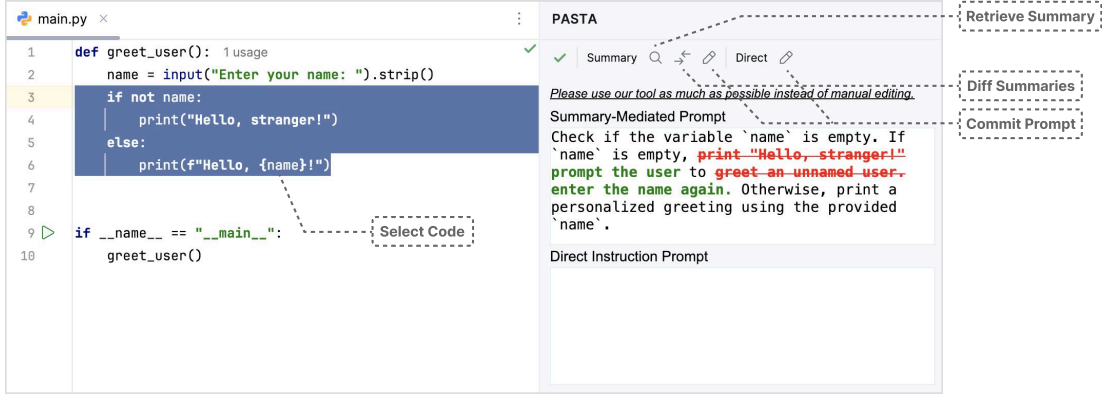 main.py
PASTA
Retrieve Summary
1 def greet_user(): 1 usage
2 name = input("Enter your name: ").strip()
3 if not name:
4 print("Hello, stranger!")
5 else:
6 print(f"Hello, {name}!")
7
8
9 if __name__ == "__main__":
10 greet_user()
Select Code
Summary Direct
Diff Summaries
Commit Prompt
Please use our tool as much as possible instead of manual editing.
Summary-Mediated Prompt
Check if the variable `name` is empty. If
`name` is empty, print "Hello, stranger!"
prompt the user to greet an unnamed user.
enter the name again. Otherwise, print a
personalized greeting using the provided
`name`.
Direct Instruction Prompt